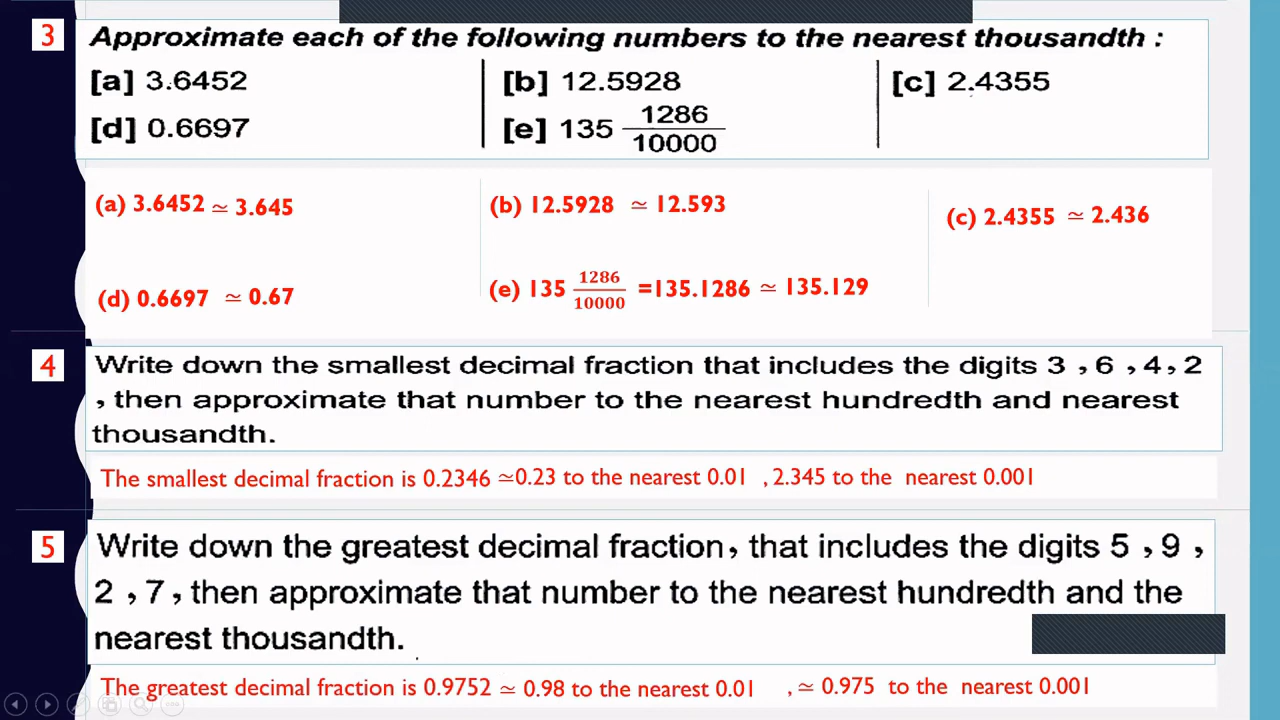 3 Approximate each of the following numbers to the nearest thousandth :
[a] 3.6452 [b] 12.5928 [c] 2.4355
[d] 0.6697 [e] 135 1286/10000
(a) 3.6452 ≃ 3.645 (b) 12.5928 ≃ 12.593 (c) 2.4355 ≃ 2.436
(d) 0.6697 ≃ 0.67 (e) 135 1286/10000 =135.1286 ≃ 135.129
4 Write down the smallest decimal fraction that includes the digits 3 , 6 , 4 , 2
, then approximate that number to the nearest hundredth and nearest
thousandth.
The smallest decimal fraction is 0.2346 ≃0.23 to the nearest 0.01 , 2.345 to the nearest 0.001
5 Write down the greatest decimal fraction, that includes the digits 5 , 9 ,
2 , 7 , then approximate that number to the nearest hundredth and the
nearest thousandth.
The greatest decimal fraction is 0.9752 ≃ 0.98 to the nearest 0.01 , ≃ 0.975 to the nearest 0.001